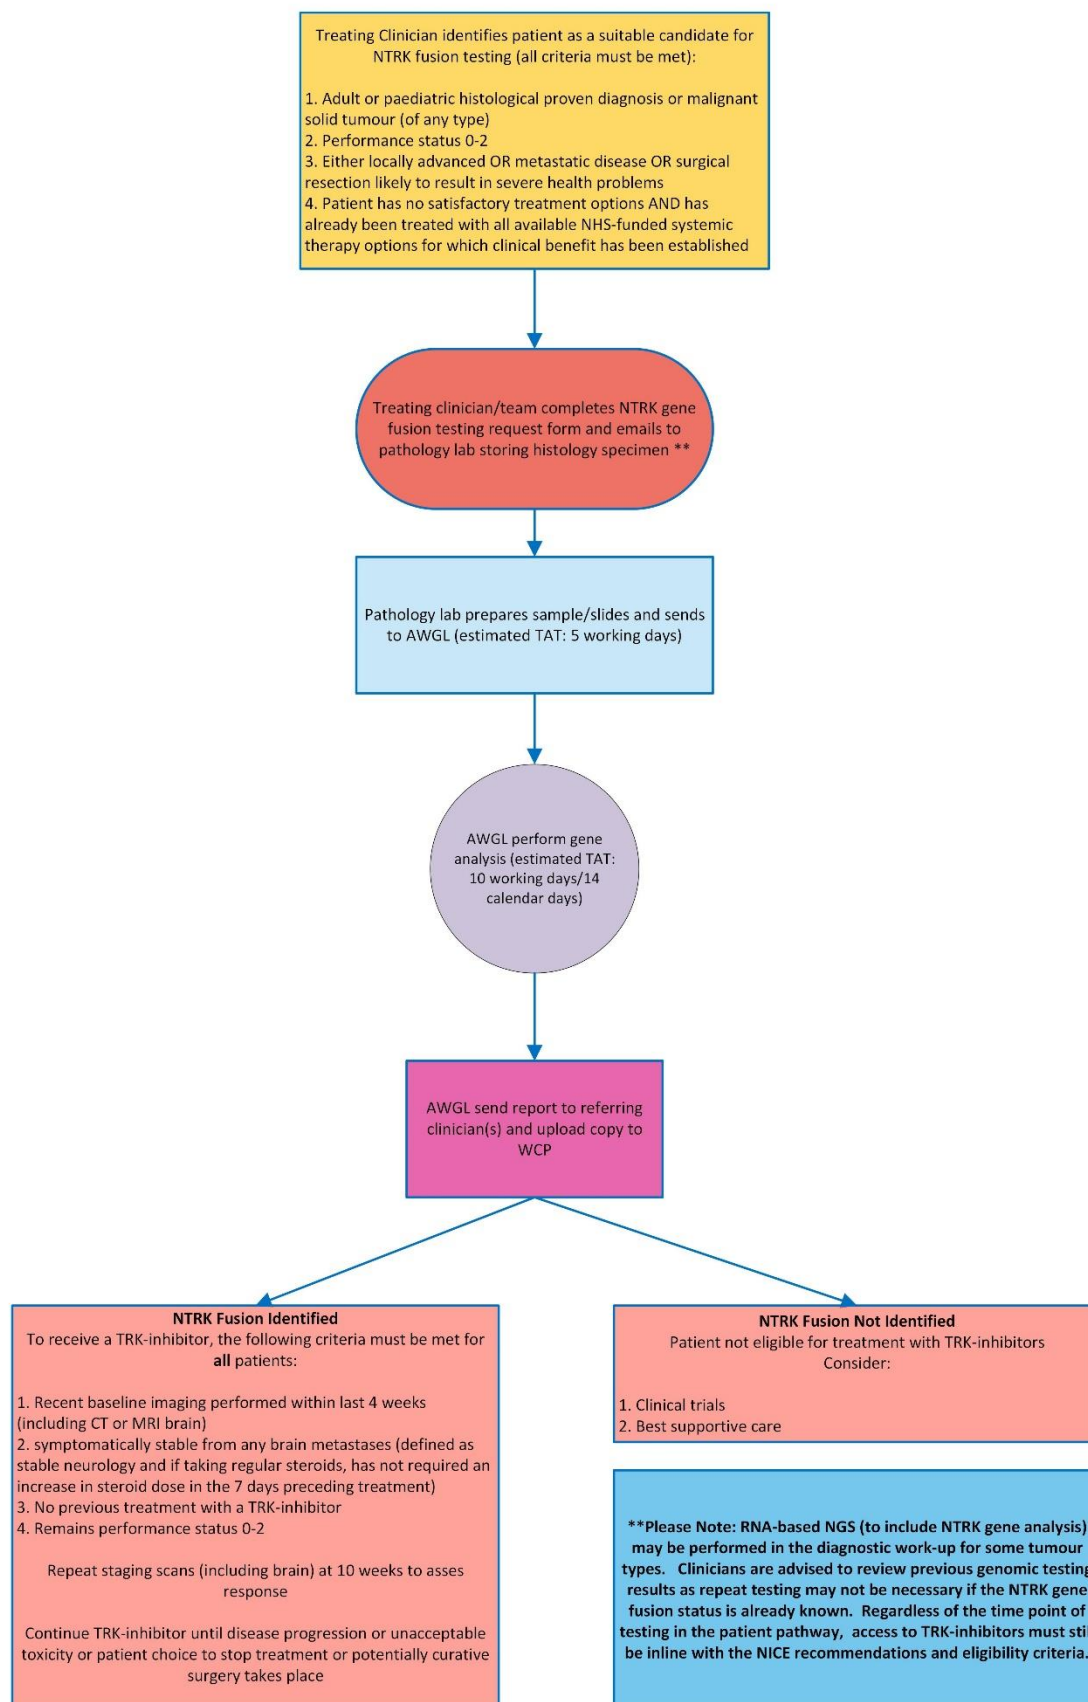 Treating Clinician identifies patient as a suitable candidate for
NTRK fusion testing (all criteria must be met):
1. Adult or paediatric histological proven diagnosis or malignant
solid tumour (of any type)
2. Performance status 0-2
3. Either locally advanced OR metastatic disease OR surgical
resection likely to result in severe health problems
4. Patient has no satisfactory treatment options AND has
already been treated with all available NHS-funded systemic
therapy options for which clinical benefit has been established
Treating clinician/team completes NTRK gene
fusion testing request form and emails to
pathology lab storing histology specimen **
Pathology lab prepares sample/slides and sends
to AWGL (estimated TAT: 5 working days)
AWGL perform gene
analysis (estimated TAT:
10 working days/14
calendar days)
AWGL send report to referring
clinician(s) and upload copy to
WCP
NTRK Fusion Identified
To receive a TRK-inhibitor, the following criteria must be met for
all patients:
1. Recent baseline imaging performed within last 4 weeks
(including CT or MRI brain)
2. symptomatically stable from any brain metastases (defined as
stable neurology and if taking regular steroids, has not required an
increase in steroid dose in the 7 days preceding treatment)
3. No previous treatment with a TRK-inhibitor
4. Remains performance status 0-2
Repeat staging scans (including brain) at 10 weeks to asses
response
Continue TRK-inhibitor until disease progression or unacceptable
toxicity or patient choice to stop treatment or potentially curative
surgery takes place
NTRK Fusion Not Identified
Patient not eligible for treatment with TRK-inhibitors
Consider:
1. Clinical trials
2. Best supportive care
**Please Note: RNA-based NGS (to include NTRK gene analysis)
may be performed in the diagnostic work-up for some tumour
types. Clinicians are advised to review previous genomic testing
results as repeat testing may not be necessary if the NTRK gene
fusion status is already known. Regardless of the time point of
testing in the patient pathway, access to TRK-inhibitors must still
be inline with the NICE recommendations and eligibility criteria.